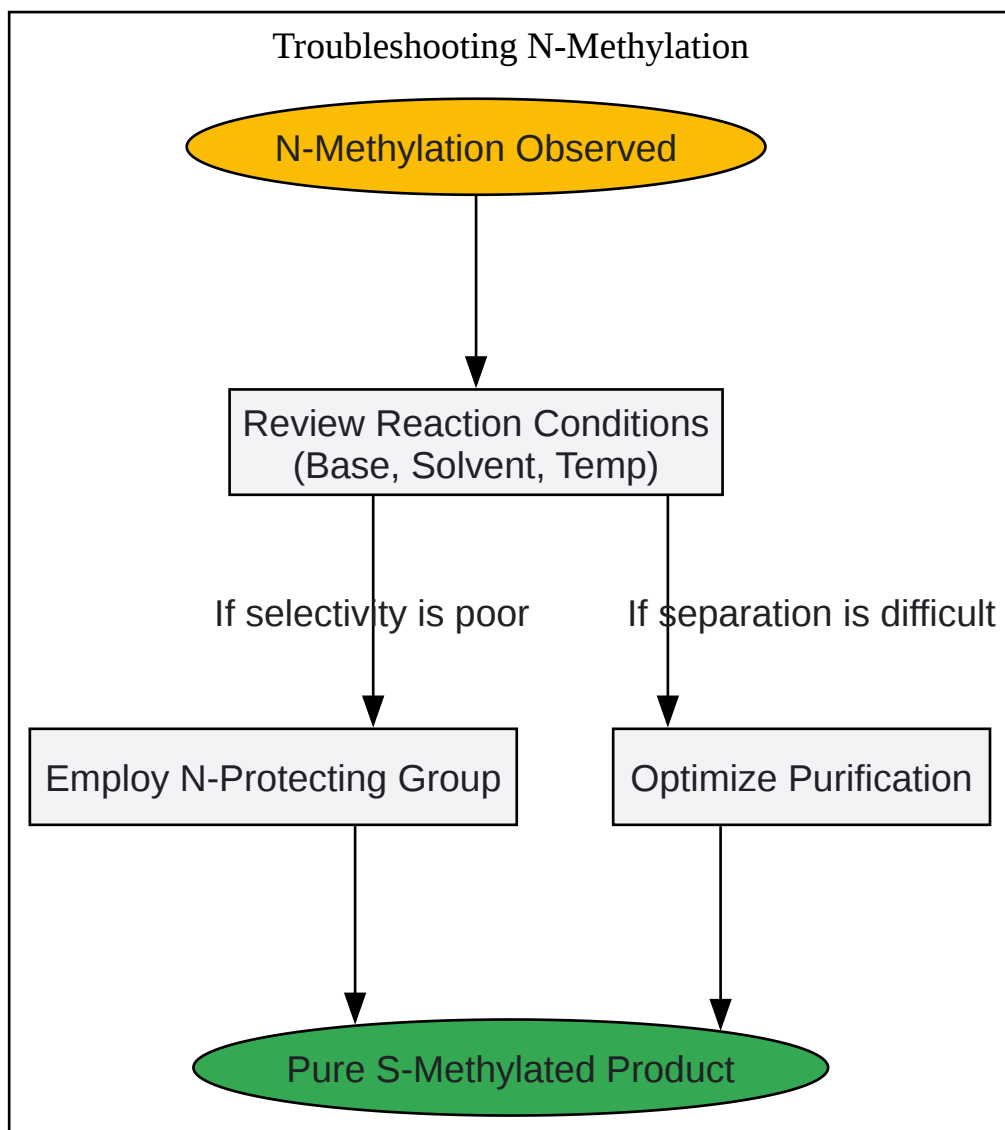 Troubleshooting N-Methylation
N-Methylation Observed
Review Reaction Conditions
(Base, Solvent, Temp)
If selectivity is poor
If separation is difficult
Employ N-Protecting Group
Optimize Purification
Pure S-Methylated Product